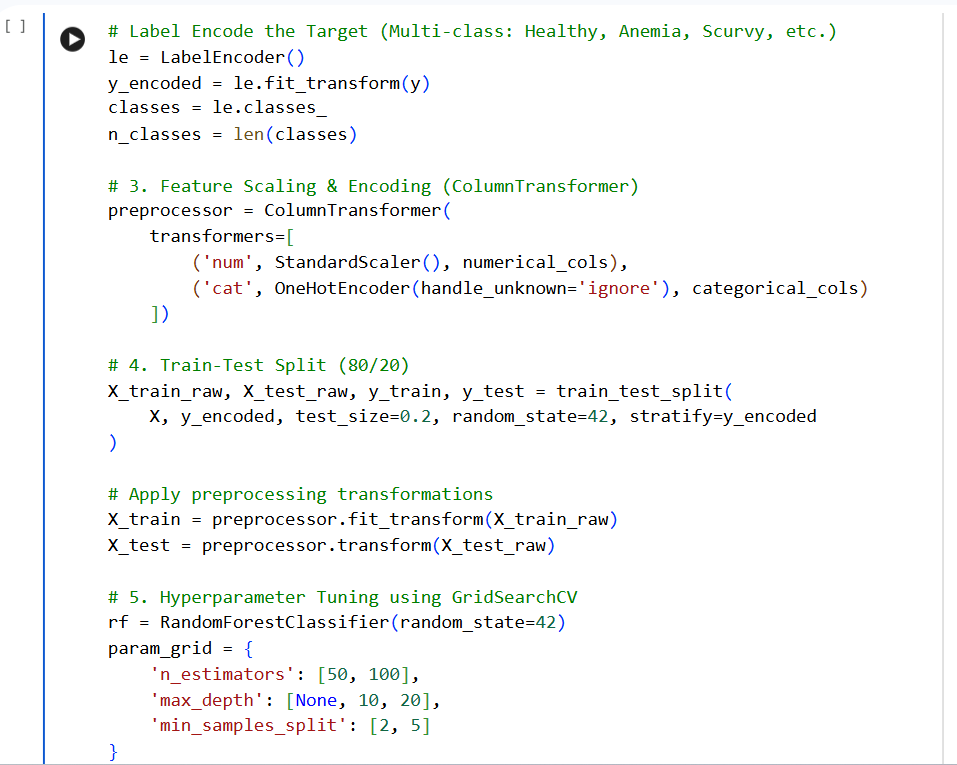 [ ]
# Label Encode the Target (Multi-class: Healthy, Anemia, Scurvy, etc.)
le = LabelEncoder()
y_encoded = le.fit_transform(y)
classes = le.classes_
n_classes = len(classes)

# 3. Feature Scaling & Encoding (ColumnTransformer)
preprocessor = ColumnTransformer(
    transformers=[
        ('num', StandardScaler(), numerical_cols),
        ('cat', OneHotEncoder(handle_unknown='ignore'), categorical_cols)
    ])

# 4. Train-Test Split (80/20)
X_train_raw, X_test_raw, y_train, y_test = train_test_split(
    X, y_encoded, test_size=0.2, random_state=42, stratify=y_encoded
)

# Apply preprocessing transformations
X_train = preprocessor.fit_transform(X_train_raw)
X_test = preprocessor.transform(X_test_raw)

# 5. Hyperparameter Tuning using GridSearchCV
rf = RandomForestClassifier(random_state=42)
param_grid = {
    'n_estimators': [50, 100],
    'max_depth': [None, 10, 20],
    'min_samples_split': [2, 5]
}